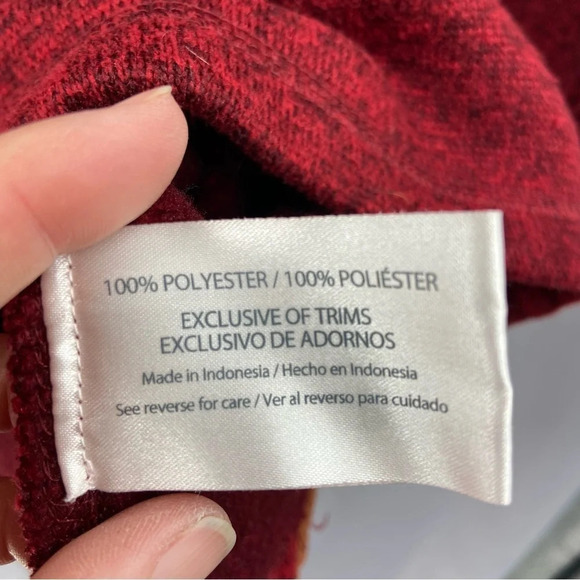 100% POLYESTER / 100% POLIÉSTER
EXCLUSIVE OF TRIMS
EXCLUSIVO DE ADORNOS
Made in Indonesia / Hecho en Indonesia
See reverse for care / Ver al reverso para cuidado